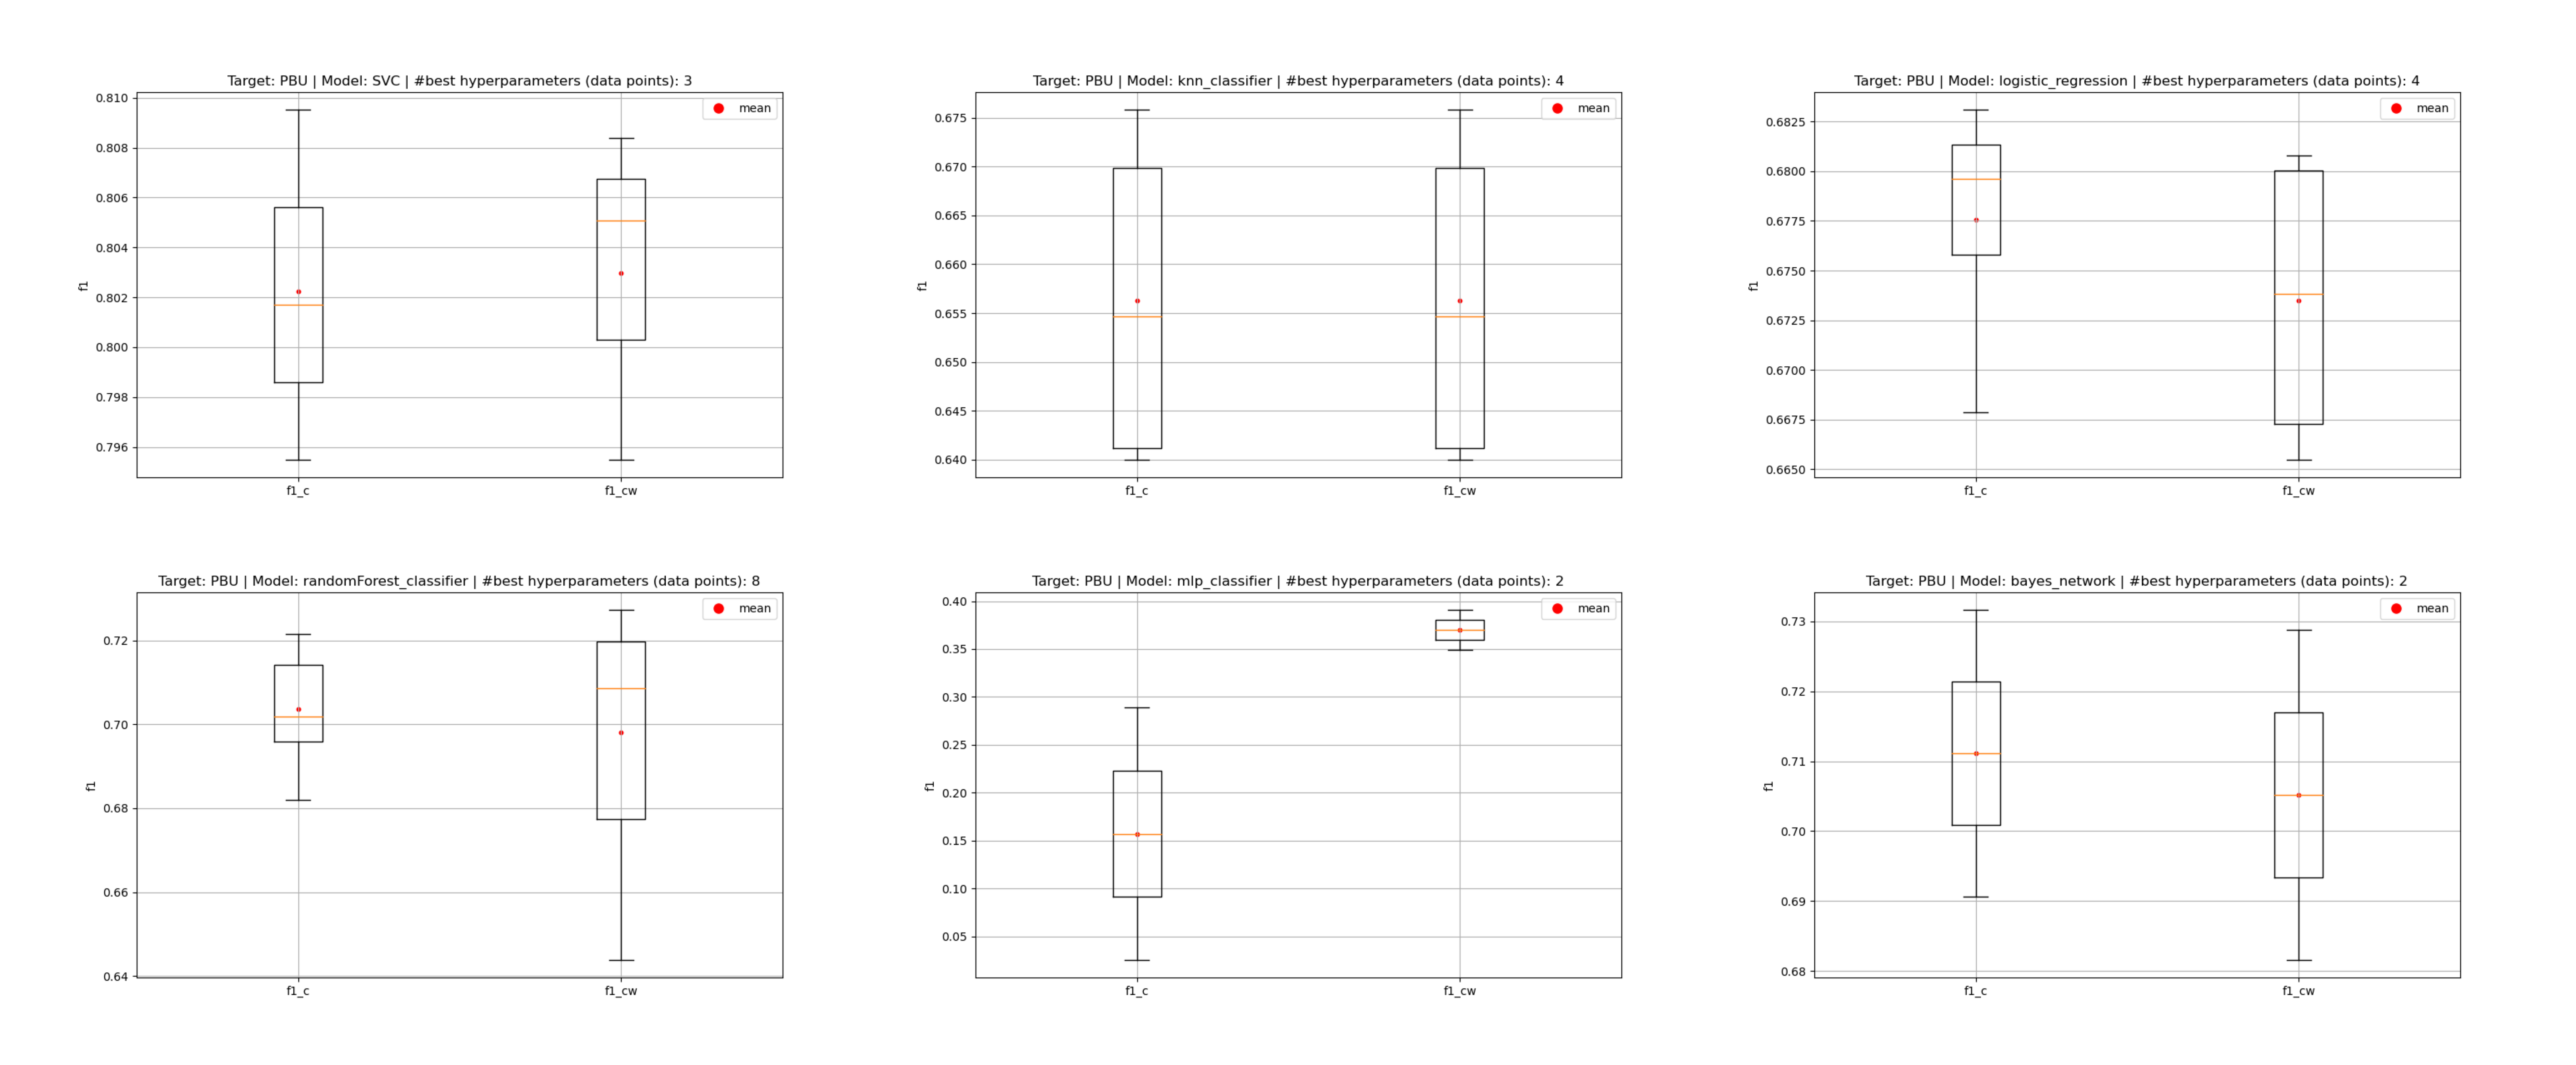 Target: PBU | Model: SVC | #best hyperparameters (data points): 3
0.810
0.808
0.806
0.804
0.802
0.800
0.798
0.796
f1
mean
f1_c
f1_cw
Target: PBU | Model: knn_classifier | #best hyperparameters (data points): 4
0.675
0.670
0.665
0.660
0.655
0.650
0.645
0.640
f1
mean
f1_c
f1_cw
Target: PBU | Model: logistic_regression | #best hyperparameters (data points): 4
0.6825
0.6800
0.6775
0.6750
0.6725
0.6700
0.6675
0.6650
f1
mean
f1_c
f1_cw
Target: PBU | Model: randomForest_classifier | #best hyperparameters (data points): 8
0.72
0.70
0.68
0.66
0.64
f1
mean
f1_c
f1_cw
Target: PBU | Model: mlp_classifier | #best hyperparameters (data points): 2
0.40
0.35
0.30
0.25
0.20
0.15
0.10
0.05
f1
mean
f1_c
f1_cw
Target: PBU | Model: bayes_network | #best hyperparameters (data points): 2
0.73
0.72
0.71
0.70
0.69
0.68
f1
mean
f1_c
f1_cw